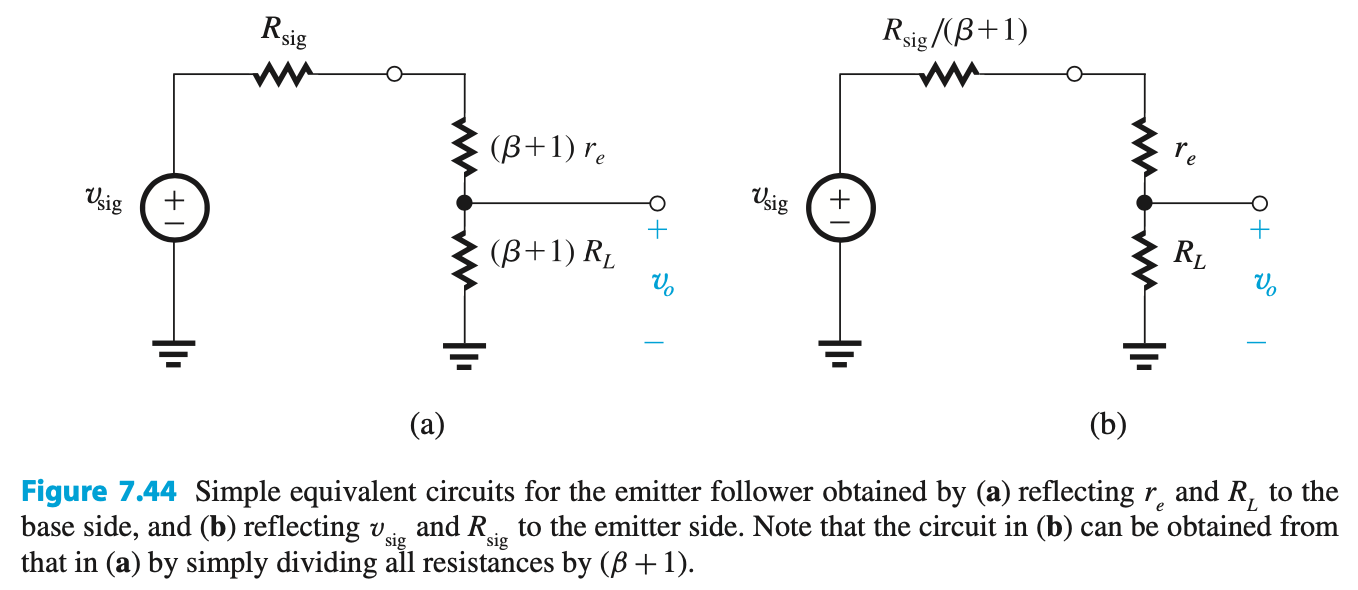 R_sig
R_sig/(β+1)
(β+1) r_e
r_e
v_sig
+
−
v_sig
+
−
+
+
(β+1) R_L
R_L
v_o
v_o
−
−
(a)
(b)
Figure 7.44 Simple equivalent circuits for the emitter follower obtained by (a) reflecting r_e and R_L to the
base side, and (b) reflecting v_sig and R_sig to the emitter side. Note that the circuit in (b) can be obtained from
that in (a) by simply dividing all resistances by (β + 1).